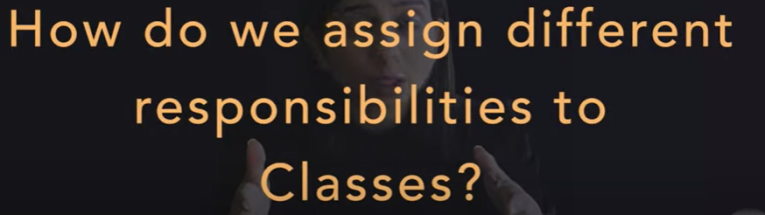 How do we assign different
responsibilities to
Classes?